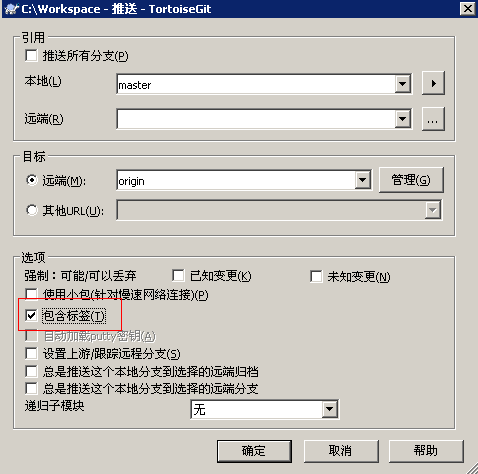 C:\Workspace - 推送 - TortoiseGit
引用
推送所有分支(P)
本地(L)
master
远端(R)
...
目标
远端(M):
origin
管理(G)
其他URL(U):
选项
强制：可能/可以丢弃
已知变更(K)
未知变更(N)
使用小包(针对慢速网络连接)(P)
包含标签(T)
自动加载putty密钥(A)
设置上游/跟踪远程分支(S)
总是推送这个本地分支到选择的远端归档
总是推送这个本地分支到选择的远端分支
递归子模块
无
确定
取消
帮助